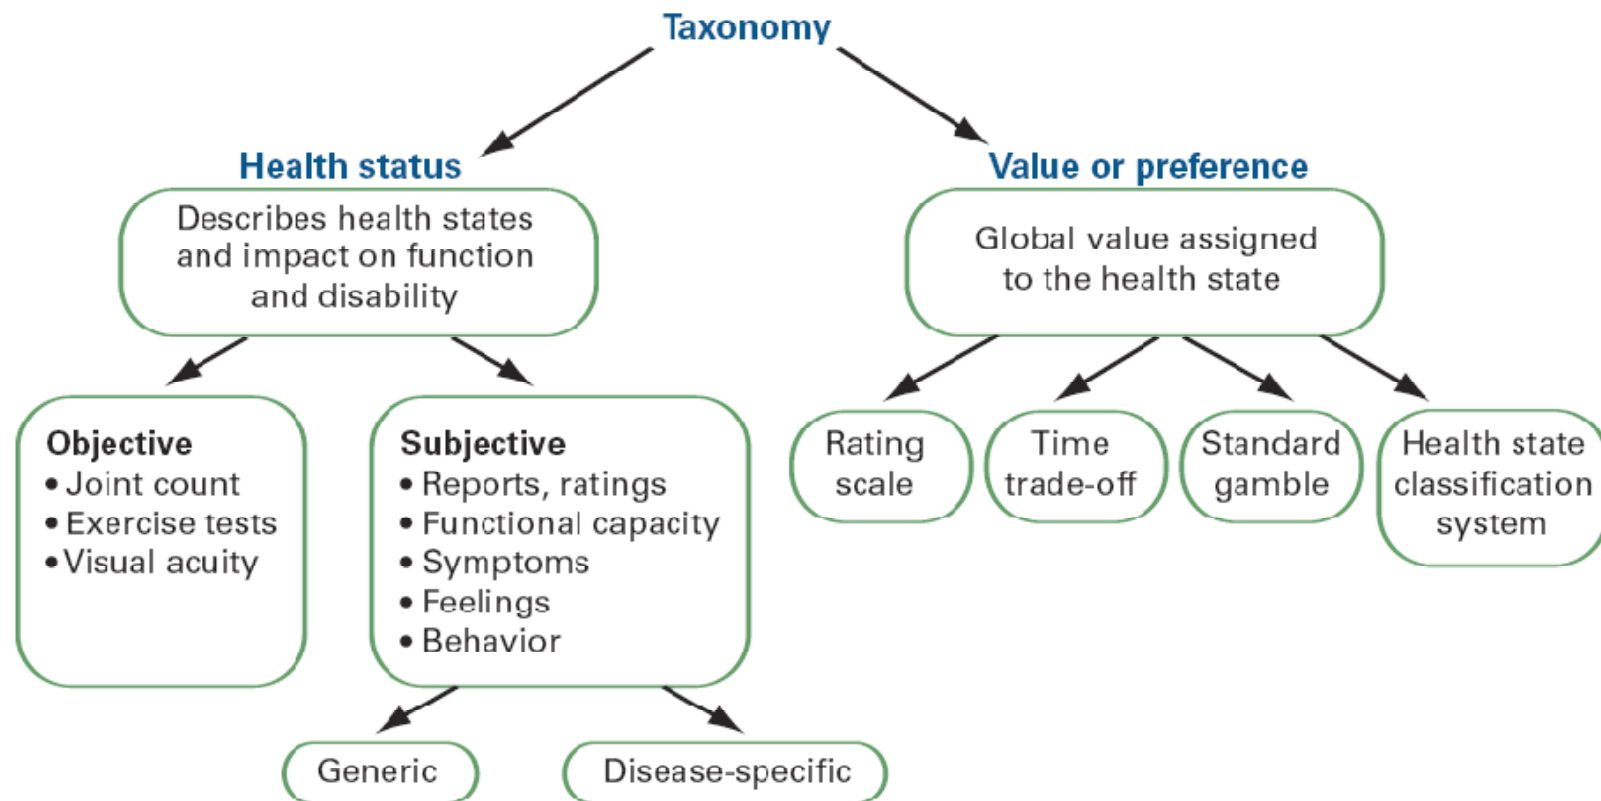 Taxonomy
Health status
Describes health states
and impact on function
and disability
Value or preference
Global value assigned
to the health state
Objective
• Joint count
• Exercise tests
• Visual acuity
Subjective
• Reports, ratings
• Functional capacity
• Symptoms
• Feelings
• Behavior
Generic
Disease-specific
Rating
scale
Time
trade-off
Standard
gamble
Health state
classification
system